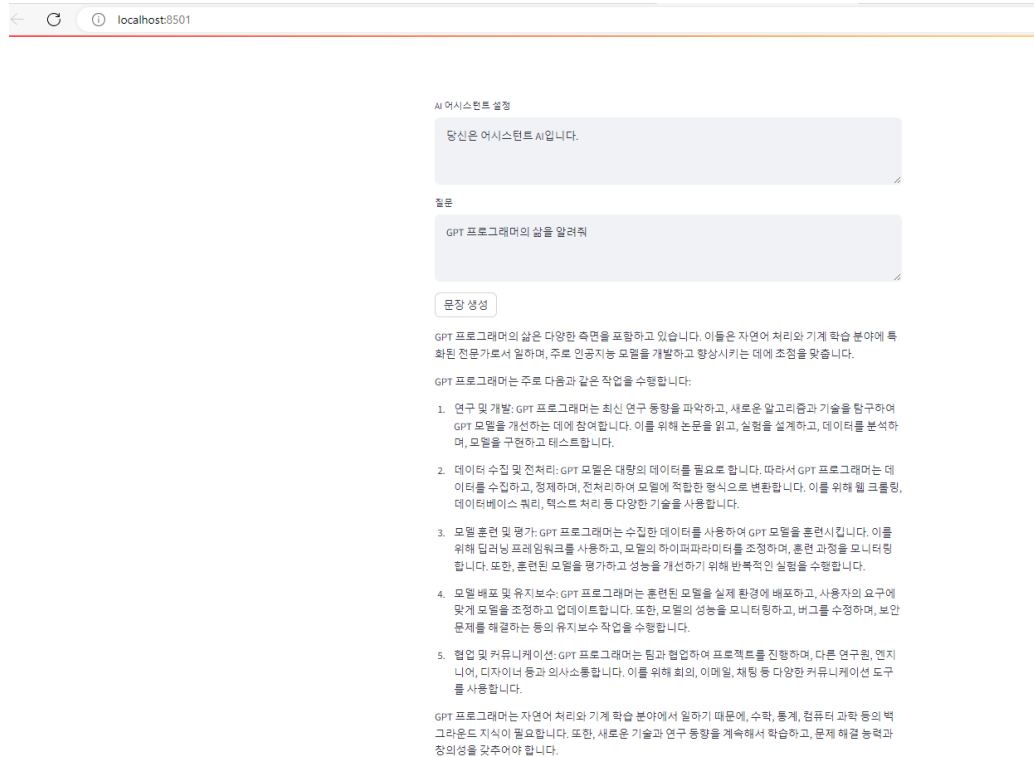 localhost:8501
AI 어시스턴트 설정
당신은 어시스턴트 AI입니다.
질문
GPT 프로그래머의 삶을 알려줘
문장 생성
GPT 프로그래머의 삶은 다양한 측면을 포함하고 있습니다. 이들은 자연어 처리와 기계 학습 분야에 특
화된 전문가로서 일하며, 주로 인공지능 모델을 개발하고 향상시키는 데에 초점을 맞춥니다.
GPT 프로그래머는 주로 다음과 같은 작업을 수행합니다:
1. 연구 및 개발: GPT 프로그래머는 최신 연구 동향을 파악하고, 새로운 알고리즘과 기술을 탐구하여
GPT 모델을 개선하는 데에 참여합니다. 이를 위해 논문을 읽고, 실험을 설계하고, 데이터를 분석하
며, 모델을 구현하고 테스트합니다.
2. 데이터 수집 및 전처리: GPT 모델은 대량의 데이터를 필요로 합니다. 따라서 GPT 프로그래머는 데
이터를 수집하고, 정제하며, 전처리하여 모델에 적합한 형식으로 변환합니다. 이를 위해 웹 크롤링,
데이터베이스 쿼리, 텍스트 처리 등 다양한 기술을 사용합니다.
3. 모델 훈련 및 평가: GPT 프로그래머는 수집한 데이터를 사용하여 GPT 모델을 훈련시킵니다. 이를
위해 딥러닝 프레임워크를 사용하고, 모델의 하이퍼파라미터를 조정하며, 훈련 과정을 모니터링
합니다. 또한, 훈련된 모델을 평가하고 성능을 개선하기 위해 반복적인 실험을 수행합니다.
4. 모델 배포 및 유지보수: GPT 프로그래머는 훈련된 모델을 실제 환경에 배포하고, 사용자의 요구에
맞게 모델을 조정하고 업데이트합니다. 또한, 모델의 성능을 모니터링하고, 버그를 수정하며, 보안
문제를 해결하는 등의 유지보수 작업을 수행합니다.
5. 협업 및 커뮤니케이션: GPT 프로그래머는 팀과 협업하여 프로젝트를 진행하며, 다른 연구원, 엔지
니어, 디자이너 등과 의사소통합니다. 이를 위해 회의, 이메일, 채팅 등 다양한 커뮤니케이션 도구
를 사용합니다.
GPT 프로그래머는 자연어 처리와 기계 학습 분야에서 일하기 때문에, 수학, 통계, 컴퓨터 과학 등의 백
그라운드 지식이 필요합니다. 또한, 새로운 기술과 연구 동향을 계속해서 학습하고, 문제 해결 능력과
창의성을 갖추어야 합니다.